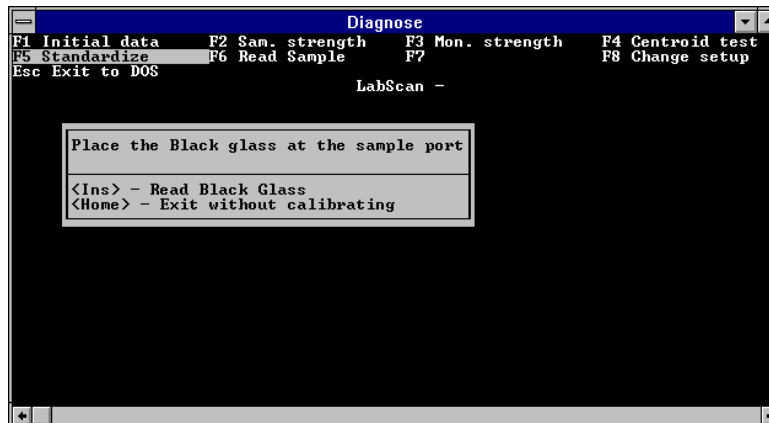 Diagnose
F1 Initial data F2 Sam. strength F3 Mon. strength F4 Centroid test
F5 Standardize F6 Read Sample F7 F8 Change setup
Esc Exit to DOS
LabScan -
Place the Black glass at the sample port
<Ins> - Read Black Glass
<Home> - Exit without calibrating